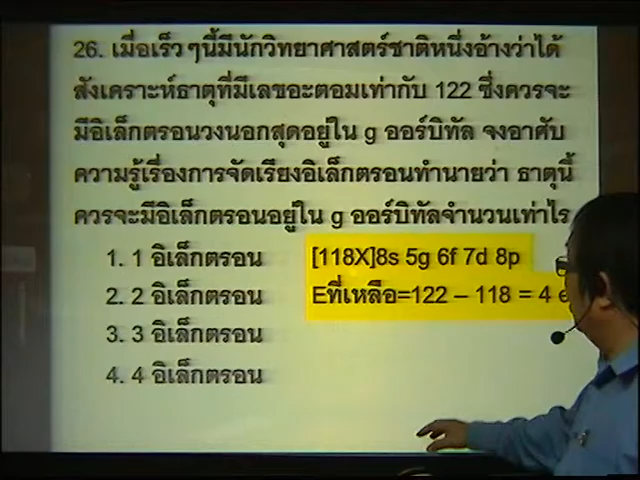 26. เมื่อเร็วๆนี้มีนักวิทยาศาสตร์ชาติหนึ่งอ้างว่าได้
สังเคราะห์ธาตุที่มีเลขอะตอมเท่ากับ 122 ซึ่งควรจะ
มีอิเล็กตรอนวงนอกสุดอยู่ใน g ออร์บิทัล จงอาศับ
ความรู้เรื่องการจัดเรียงอิเล็กตรอนทำนายว่า ธาตุนี้
ควรจะมีอิเล็กตรอนอยู่ใน g ออร์บิทัลจำนวนเท่าไร
1. 1 อิเล็กตรอน
2. 2 อิเล็กตรอน
3. 3 อิเล็กตรอน
4. 4 อิเล็กตรอน
[118X]8s 5g 6f 7d 8p
Eที่เหลือ=122 – 118 = 4 e